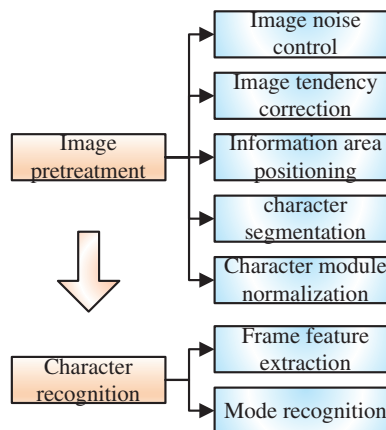 Image noise
control
Image tendency
correction
Image
pretreatment
Information area
positioning
character
segmentation
Character module
normalization
Character
recognition
Frame feature
extraction
Mode recognition